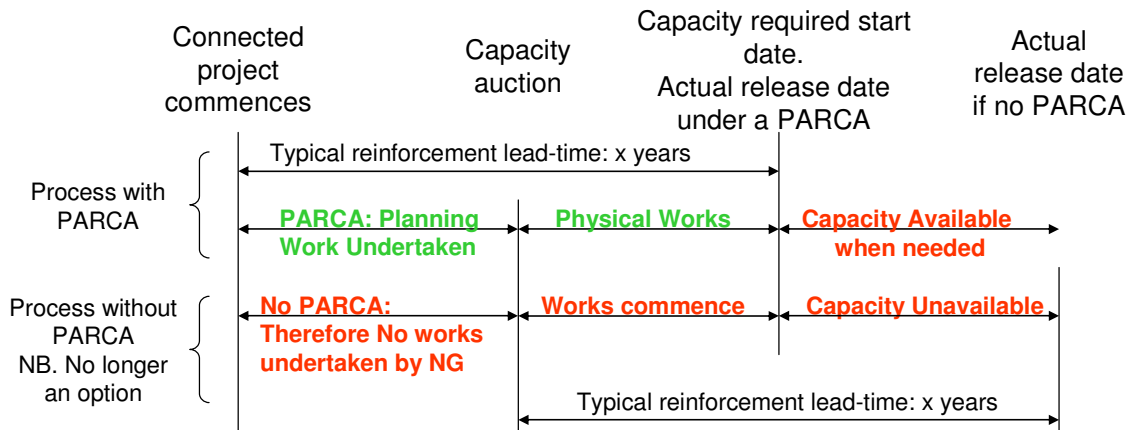 Connected
project
commences
Capacity
auction
Capacity required start
date.
Actual release date
under a PARCA
Actual
release date
if no PARCA
Typical reinforcement lead-time: x years
Process with
PARCA
PARCA: Planning
Work Undertaken
Physical Works
Capacity Available
when needed
Process without
PARCA
NB. No longer
an option
No PARCA:
Therefore No works
undertaken by NG
Works commence
Capacity Unavailable
Typical reinforcement lead-time: x years